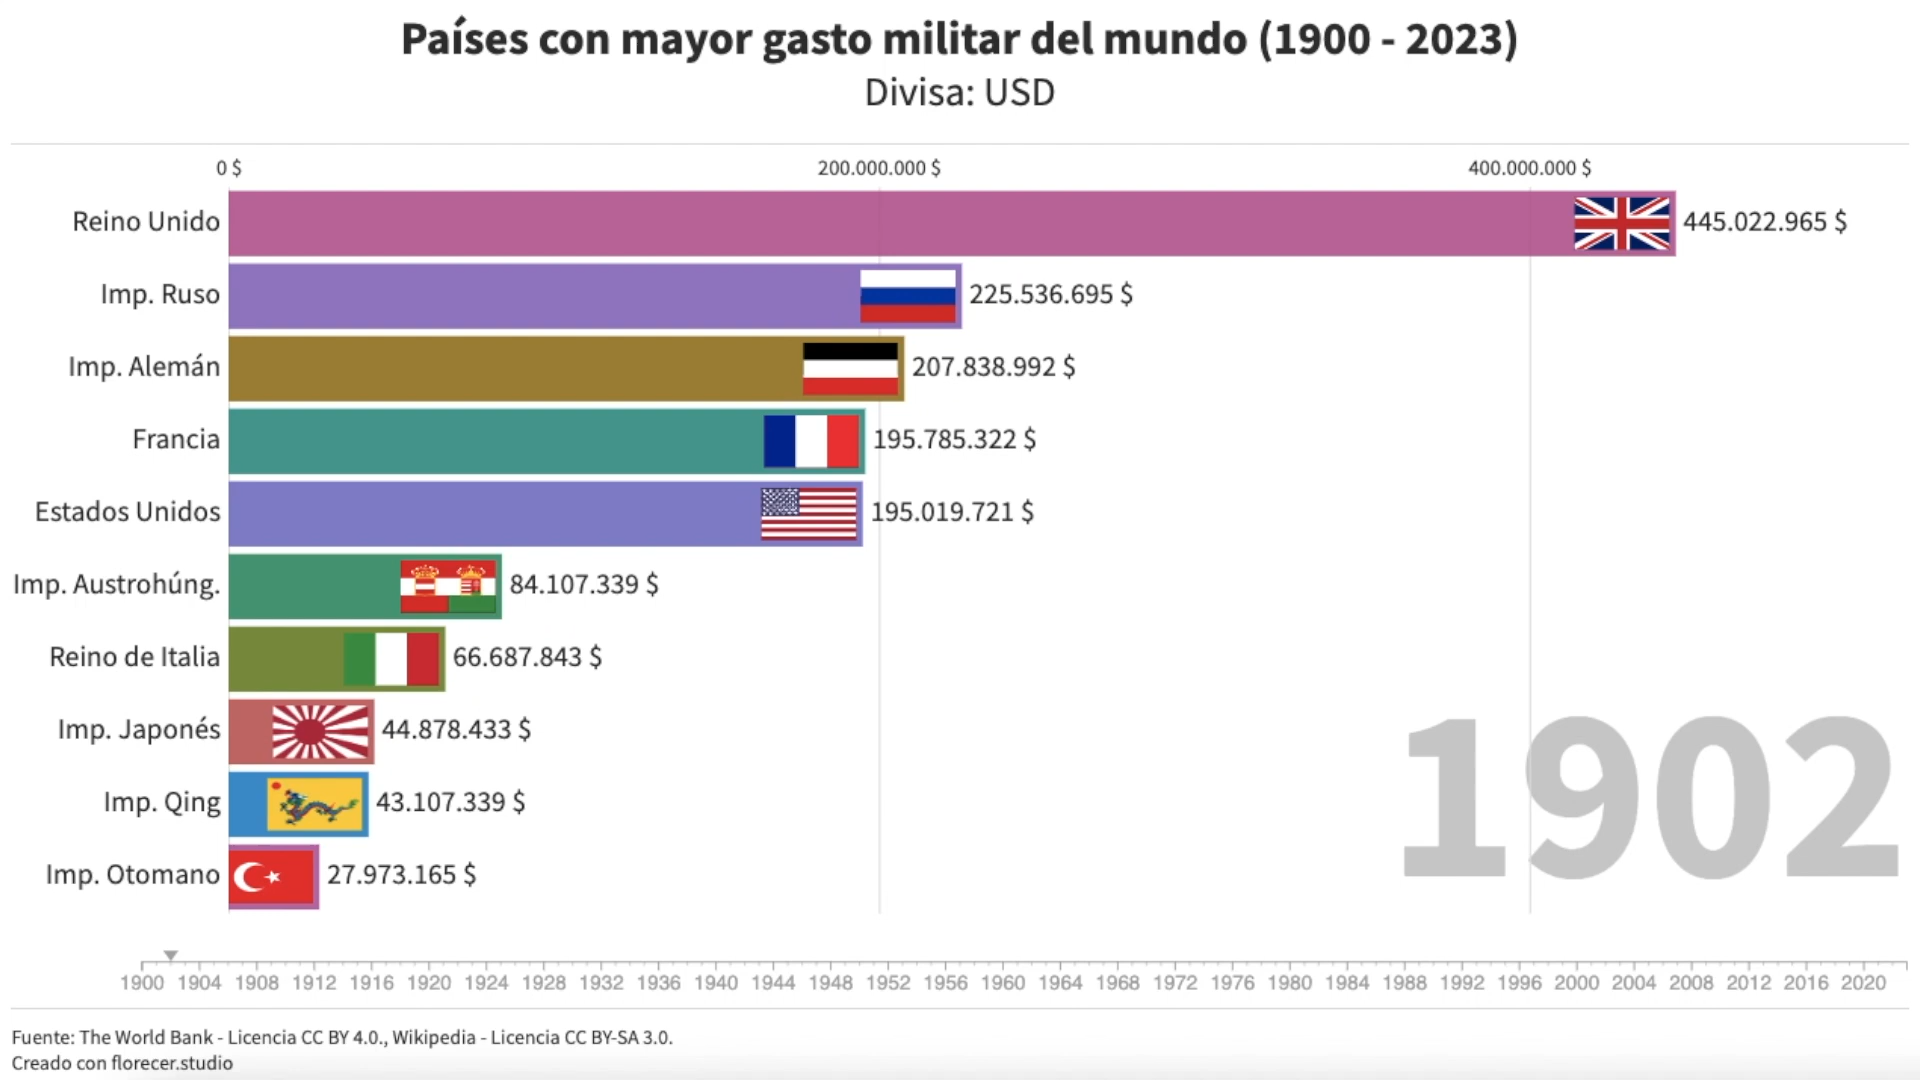 Países con mayor gasto militar del mundo (1900 - 2023)
Divisa: USD
0 $ 200.000.000 $ 400.000.000 $
Reino Unido 445.022.965 $
Imp. Ruso 225.536.695 $
Imp. Alemán 207.838.992 $
Francia 195.785.322 $
Estados Unidos 195.019.721 $
Imp. Austrohúng. 84.107.339 $
Reino de Italia 66.687.843 $
Imp. Japonés 44.878.433 $
Imp. Qing 43.107.339 $
Imp. Otomano 27.973.165 $
1902
1900 1904 1908 1912 1916 1920 1924 1928 1932 1936 1940 1944 1948 1952 1956 1960 1964 1968 1972 1976 1980 1984 1988 1992 1996 2000 2004 2008 2012 2016 2020
Fuente: The World Bank - Licencia CC BY 4.0., Wikipedia - Licencia CC BY-SA 3.0.
Creado con florecer.studio